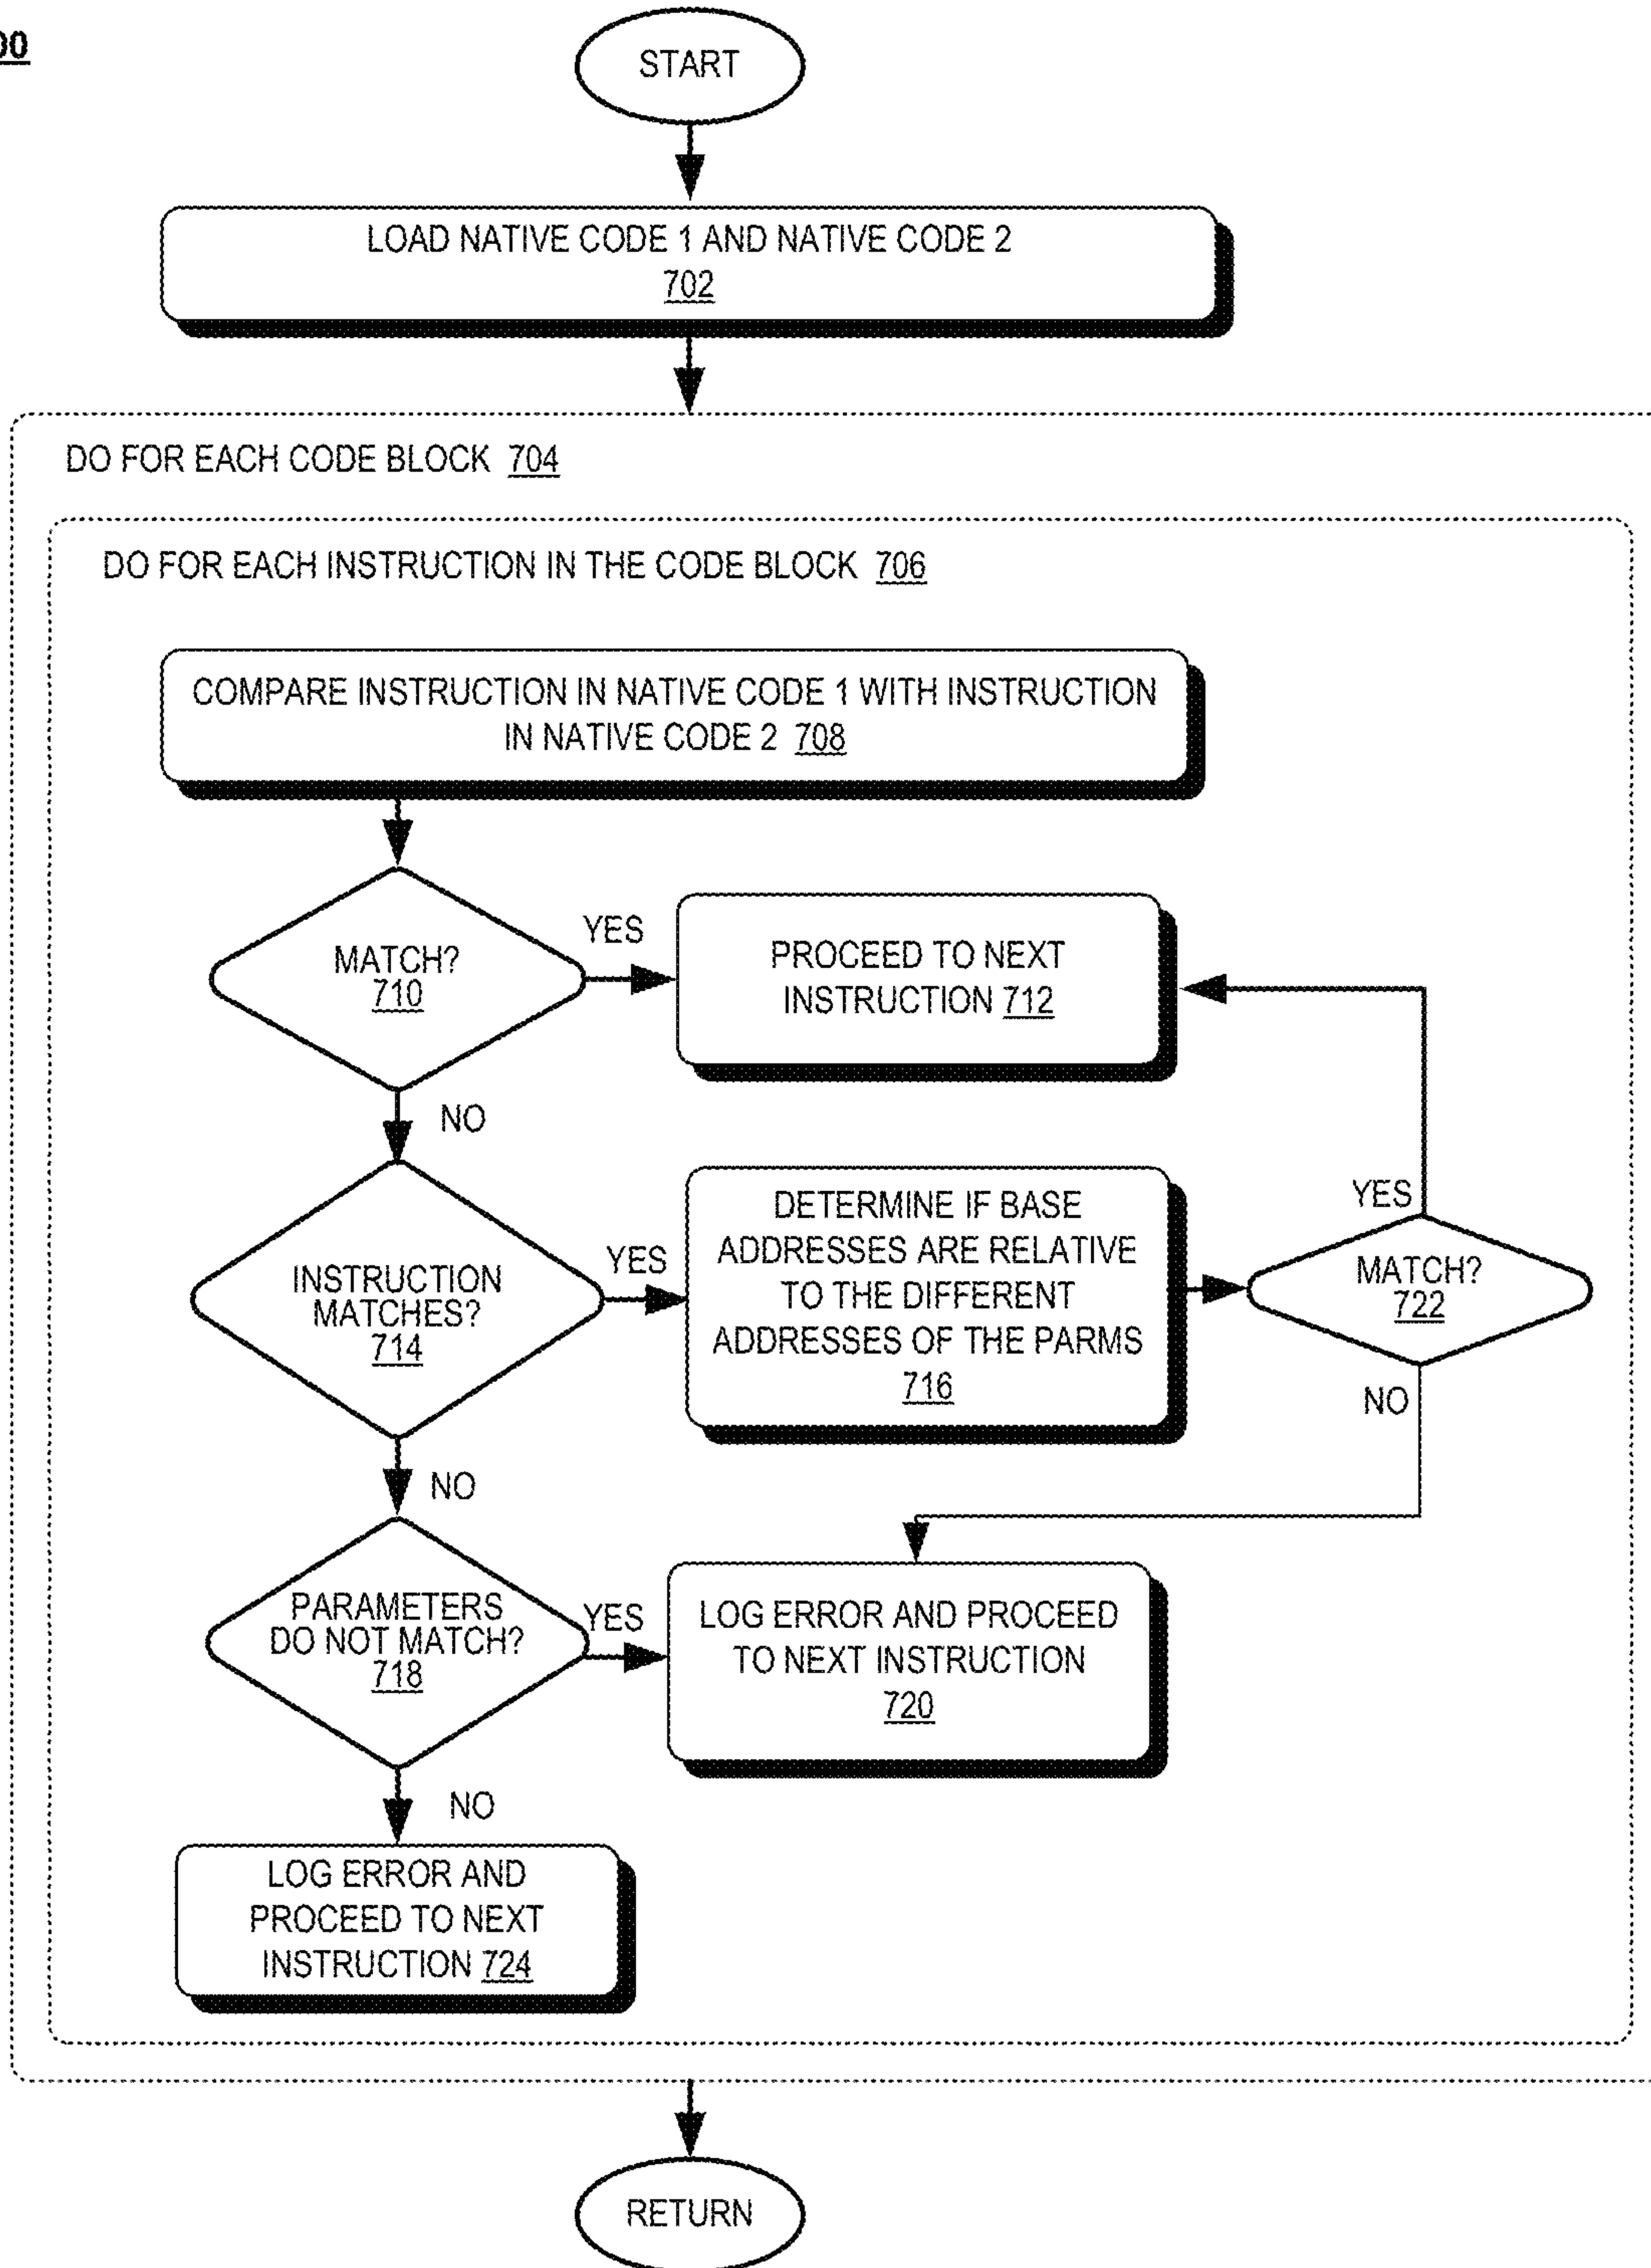 00
START
LOAD NATIVE CODE 1 AND NATIVE CODE 2
702
DO FOR EACH CODE BLOCK 704
DO FOR EACH INSTRUCTION IN THE CODE BLOCK 706
COMPARE INSTRUCTION IN NATIVE CODE 1 WITH INSTRUCTION
IN NATIVE CODE 2 708
MATCH?
710
YES
PROCEED TO NEXT
INSTRUCTION 712
NO
INSTRUCTION
MATCHES?
714
YES
DETERMINE IF BASE
ADDRESSES ARE RELATIVE
TO THE DIFFERENT
ADDRESSES OF THE PARMS
716
YES
MATCH?
722
NO
NO
PARAMETERS
DO NOT MATCH?
718
YES
LOG ERROR AND PROCEED
TO NEXT INSTRUCTION
720
NO
LOG ERROR AND
PROCEED TO NEXT
INSTRUCTION 724
RETURN